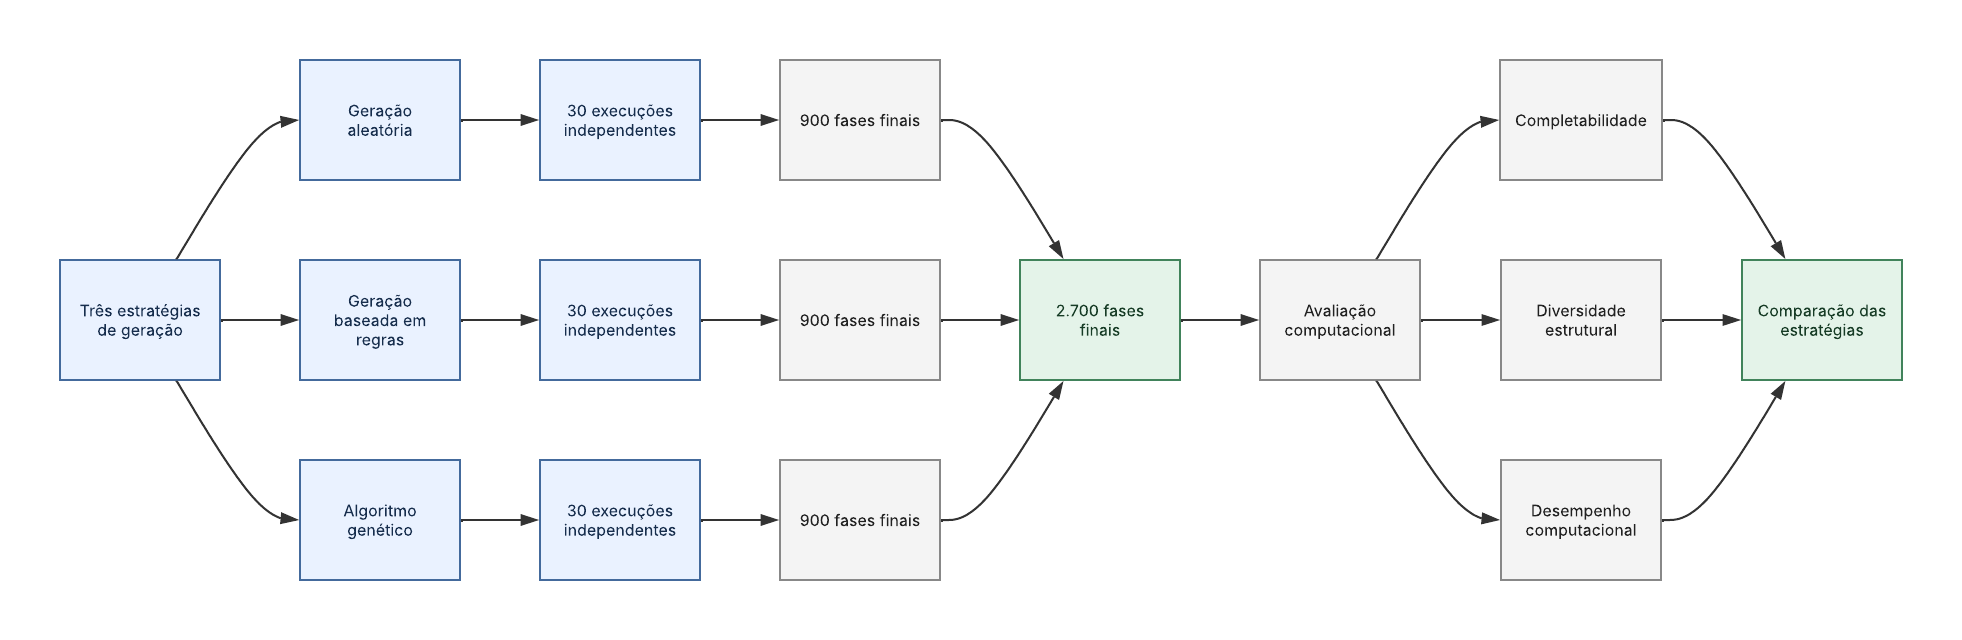 Geração
aleatória
30 execuções
independentes
900 fases finais
Completabilidade
Três estratégias
de geração
Geração
baseada em
regras
30 execuções
independentes
900 fases finais
2.700 fases
finais
Avaliação
computacional
Diversidade
estrutural
Comparação das
estratégias
Algoritmo
genético
30 execuções
independentes
900 fases finais
Desempenho
computacional